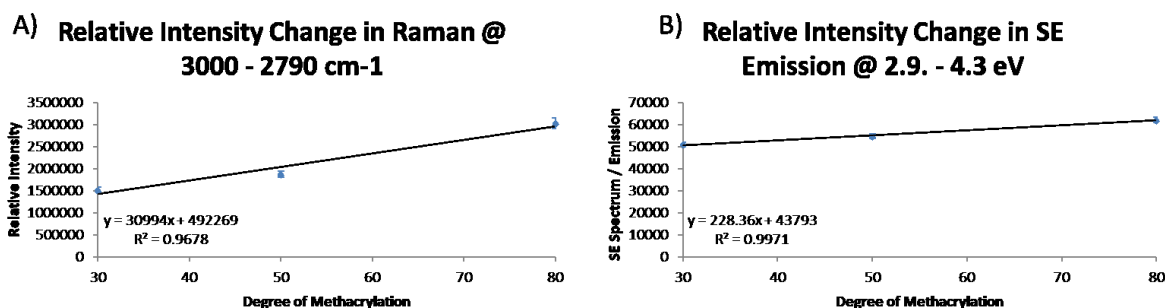 A)
Relative Intensity Change in Raman @
3000 - 2790 cm-1
3500000
3000000
2500000
2000000
1500000
1000000
500000
0
Relative Intensity
y = 30994x + 492269
R² = 0.9678
30 40 50 60 70 80
Degree of Methacrylation
B)
Relative Intensity Change in SE
Emission @ 2.9. - 4.3 eV
70000
60000
50000
40000
30000
20000
10000
0
SE Spectrum / Emission
y = 228.36x + 43793
R² = 0.9971
30 40 50 60 70 80
Degree of Methacrylation